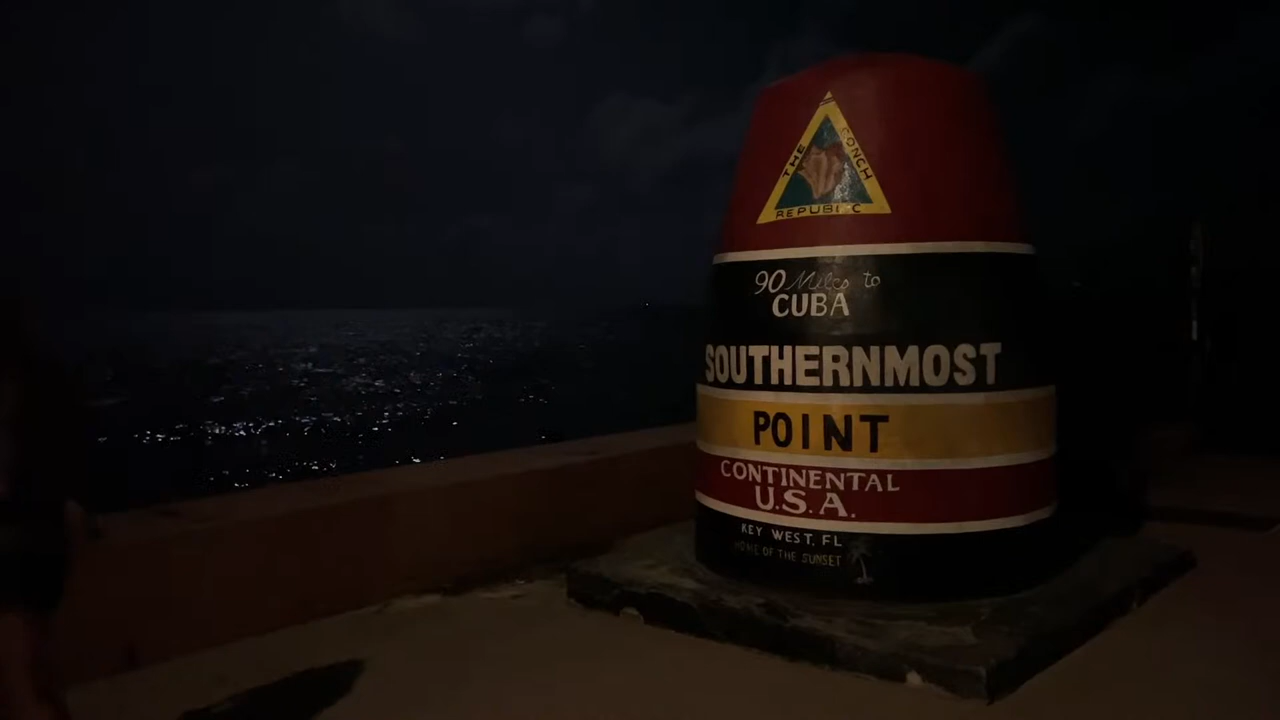 THE CONCH
REPUBLIC
90 Miles to
CUBA
SOUTHERNMOST
POINT
CONTINENTAL
U.S.A.
KEY WEST, FL
HOME OF THE SUNSET